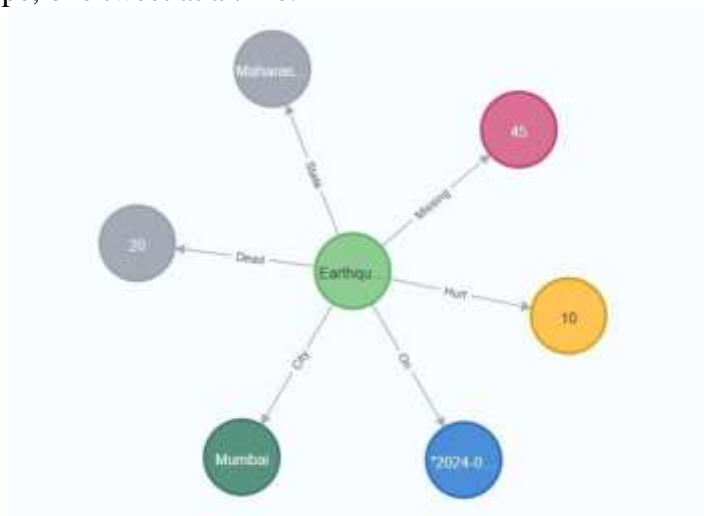 Maharas...
State
45
Missing
20
Dead
Earthqu...
Hurt
10
City
On
Mumbai
"2024-0...